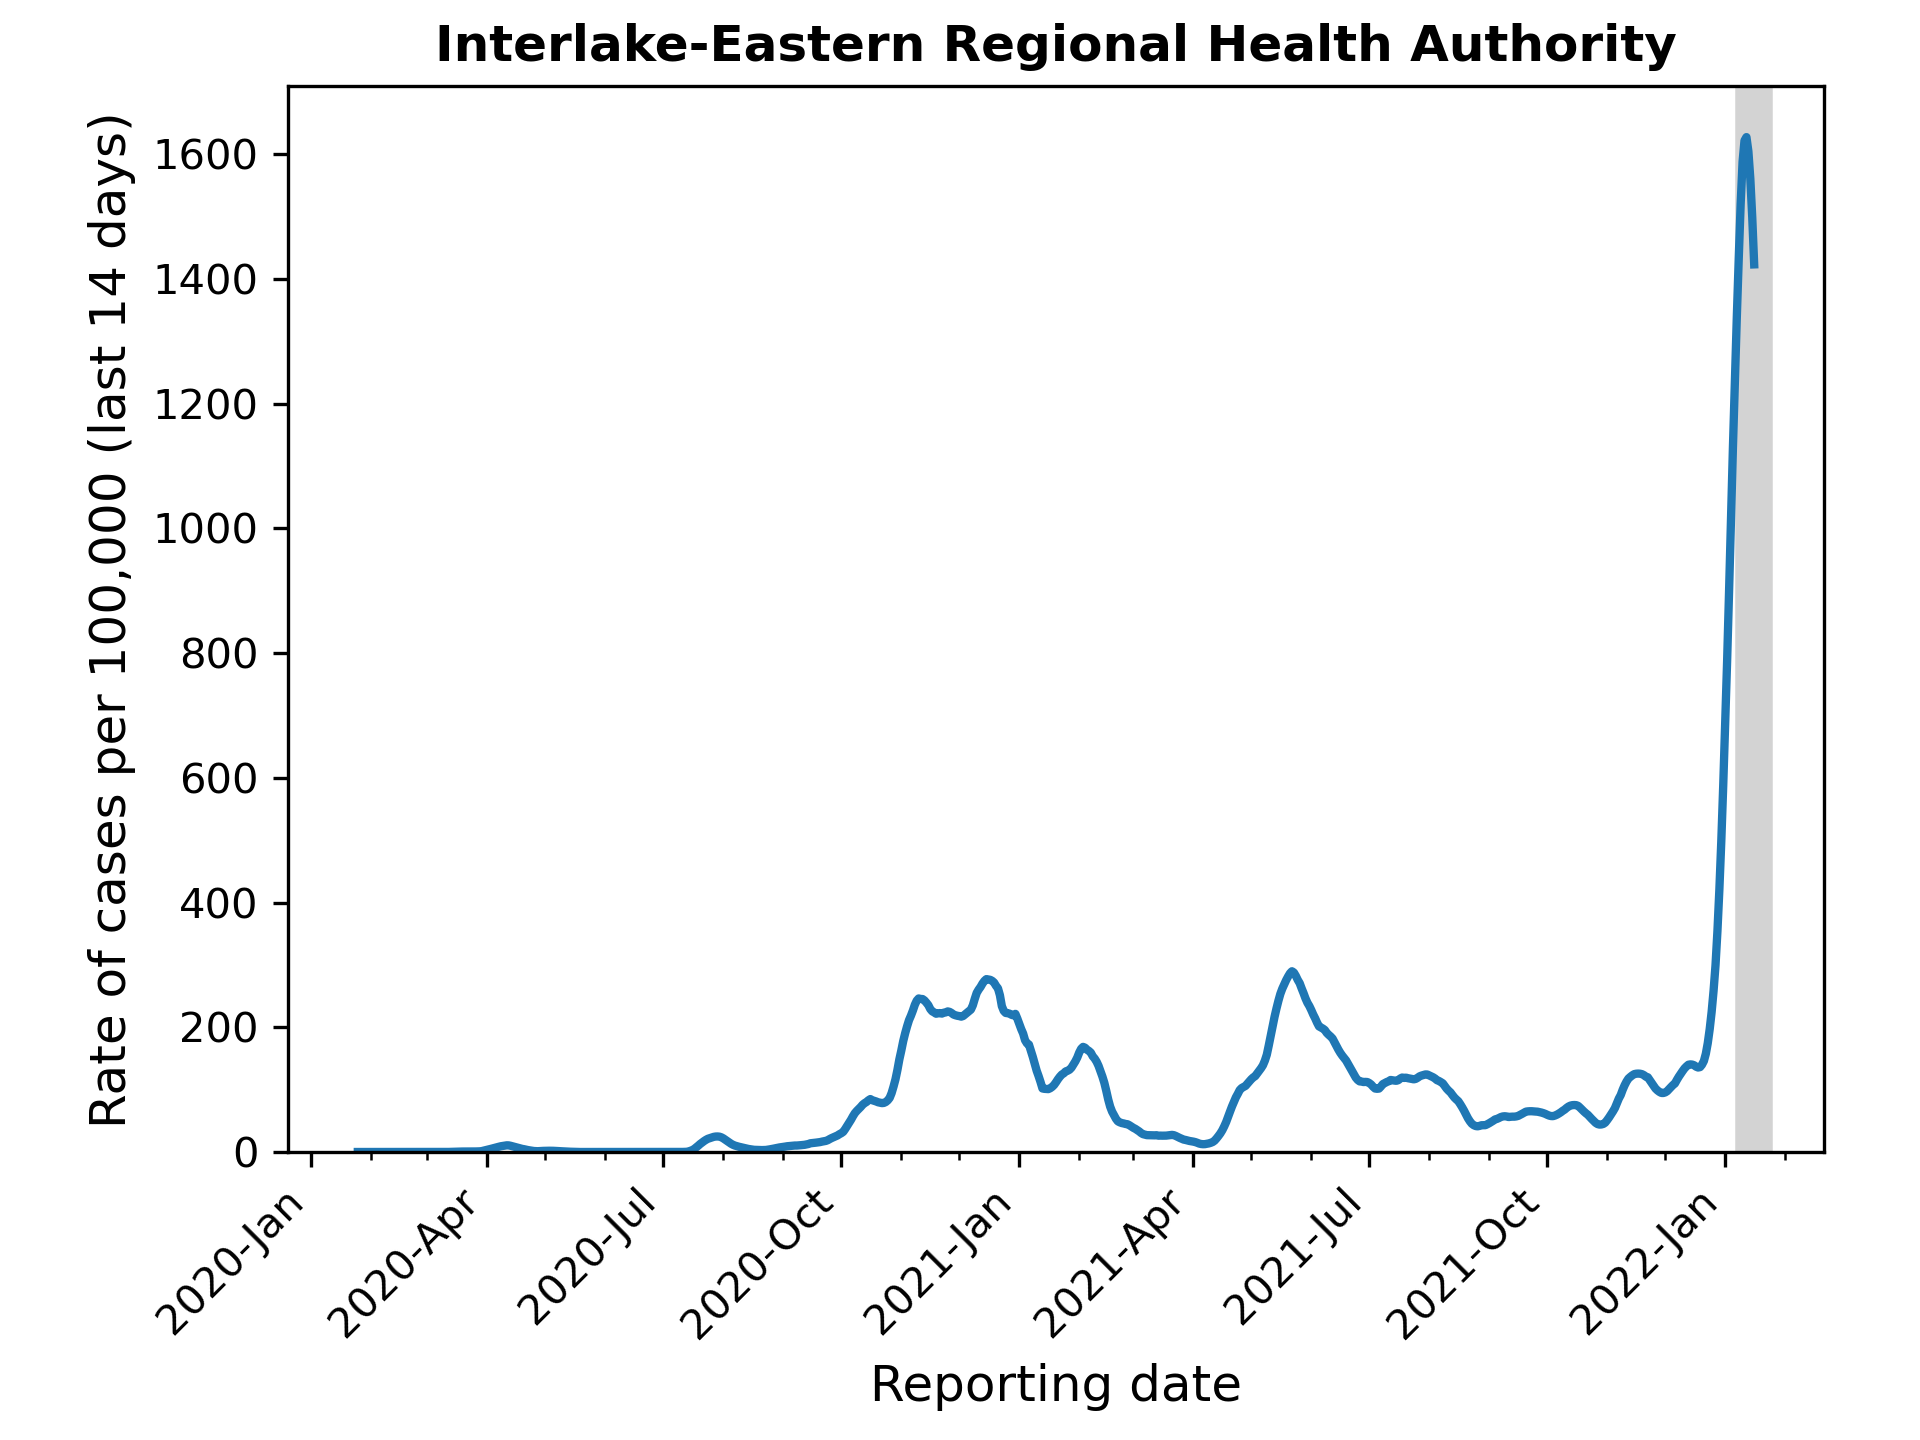 Interlake-Eastern Regional Health Authority
Rate of cases per 100,000 (last 14 days)
1600
1400
1200
1000
800
600
400
200
0
2020-Jan
2020-Apr
2020-Jul
2020-Oct
2021-Jan
2021-Apr
2021-Jul
2021-Oct
2022-Jan
Reporting date